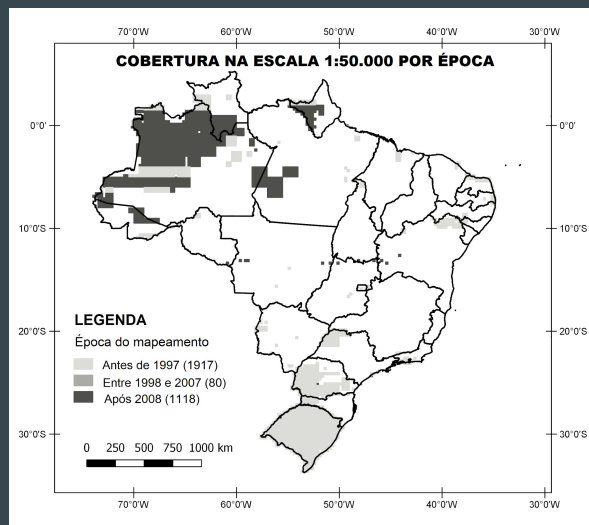 70°0'W 60°0'W 50°0'W 40°0'W 30°0'W
COBERTURA NA ESCALA 1:50.000 POR ÉPOCA
0°0' 0°0'
10°0'S 10°0'S
20°0'S 20°0'S
30°0'S 30°0'S
LEGENDA
Época do mapeamento
Antes de 1997 (1917)
Entre 1998 e 2007 (80)
Após 2008 (1118)
0 250 500 750 1000 km
70°0'W 60°0'W 50°0'W 40°0'W 30°0'W